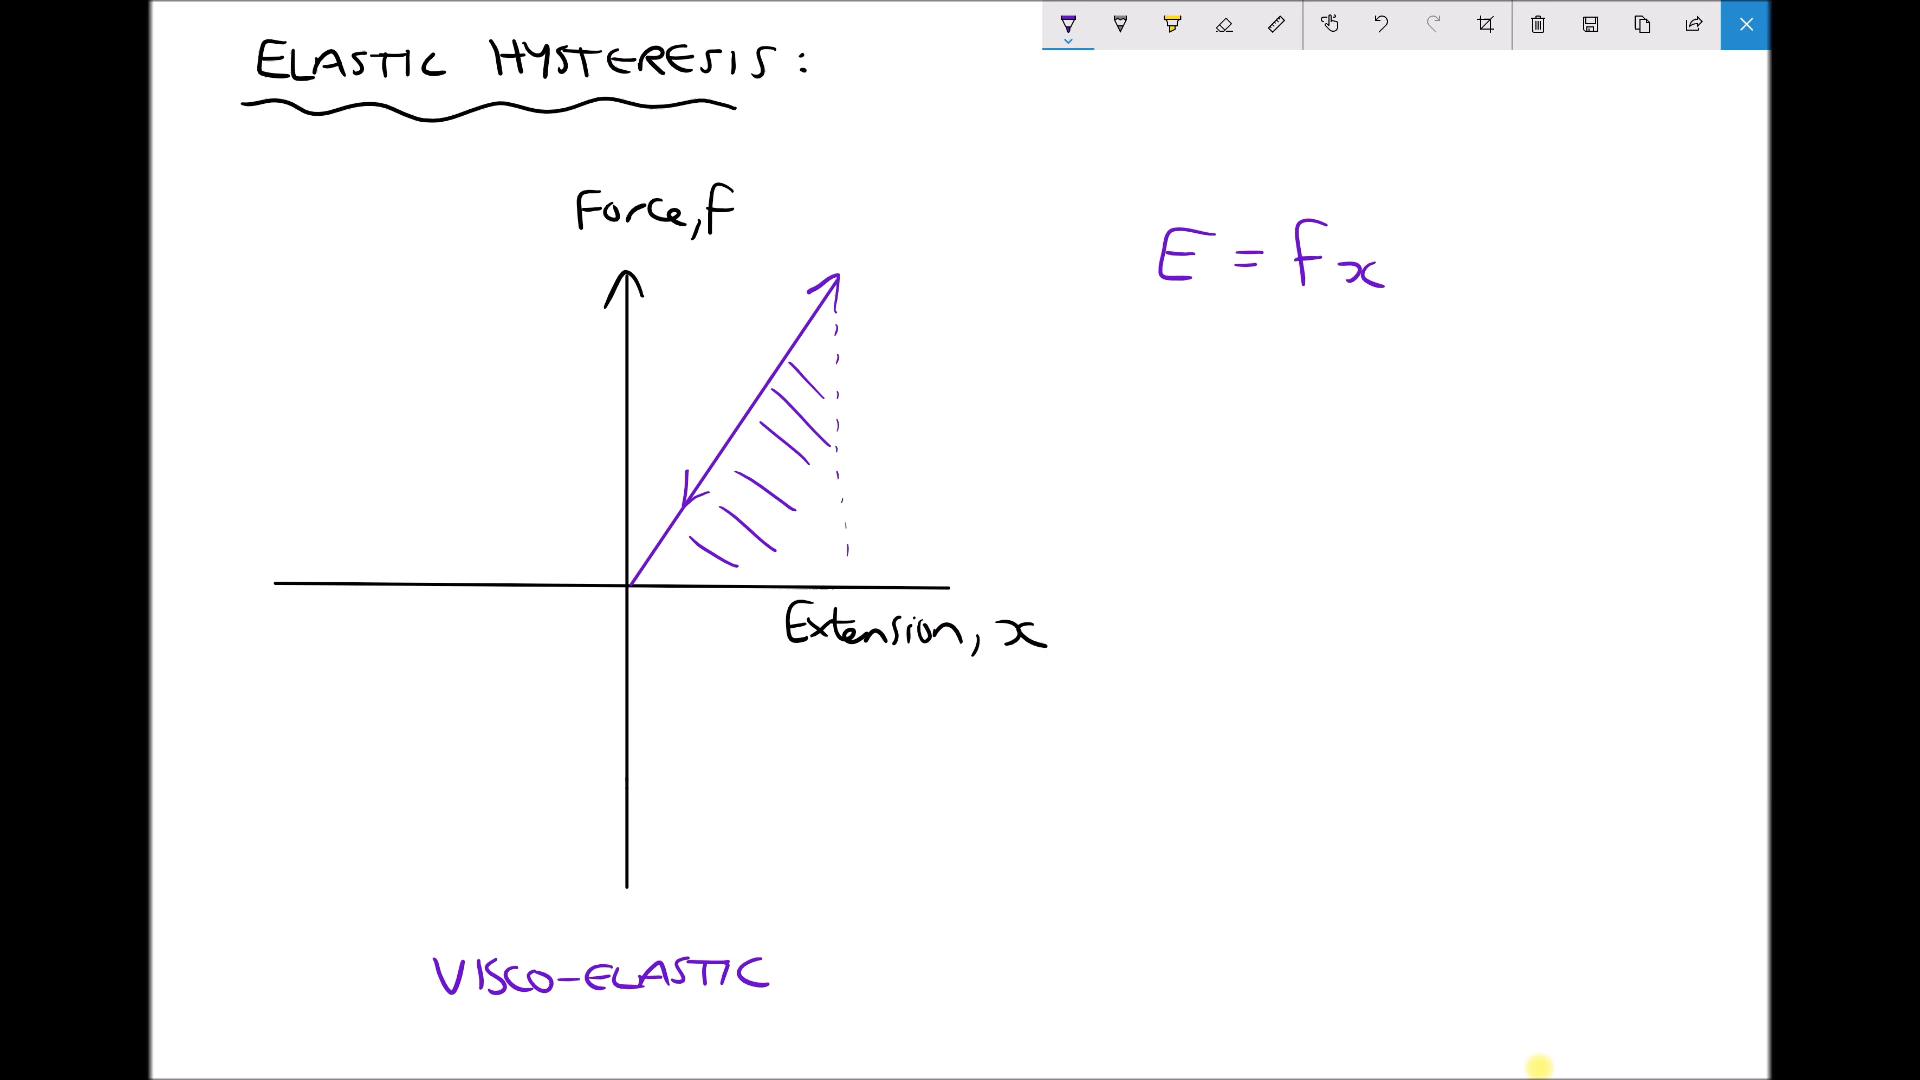 ELASTIC HYSTERESIS:
Force, F
E = Fx
Extension, x
VISCO-ELASTIC